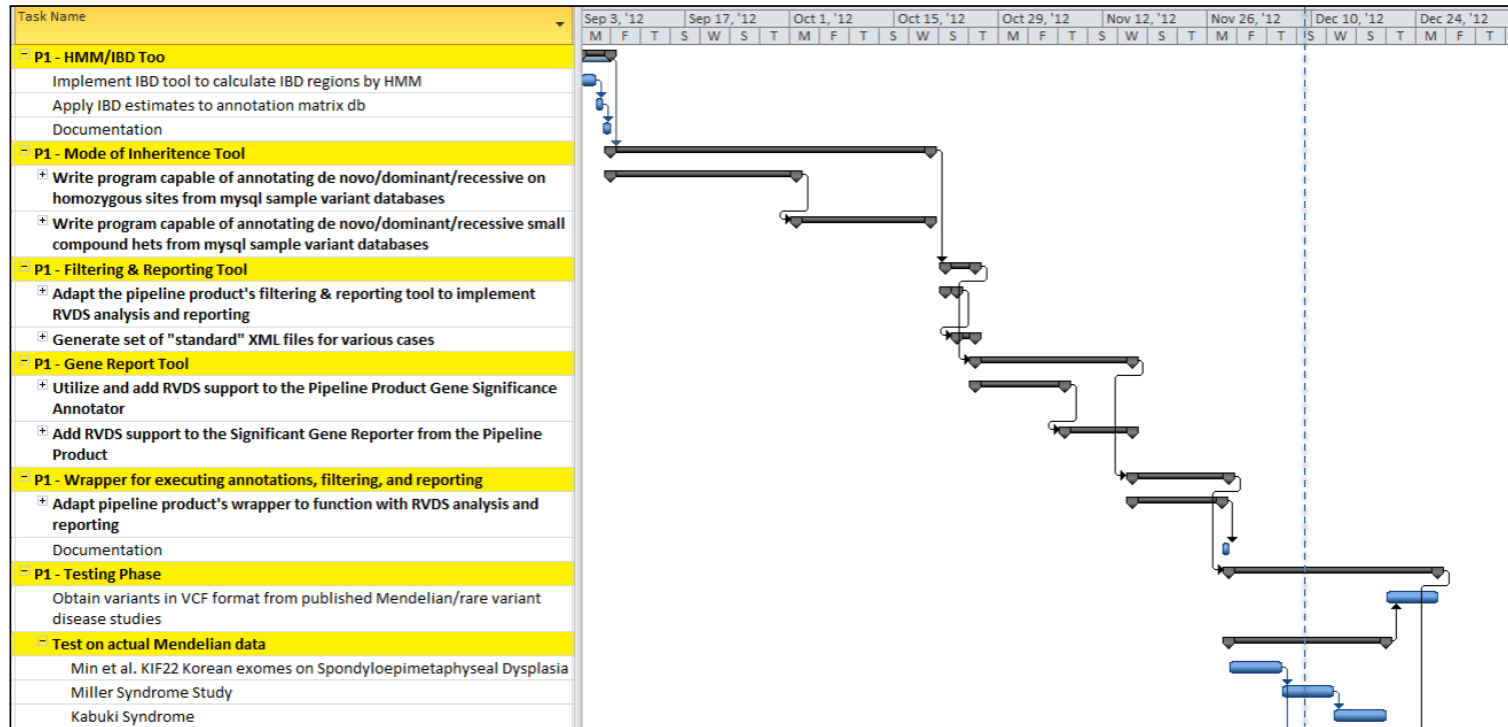 Task Name
Sep 3, '12 Sep 17, '12 Oct 1, '12 Oct 15, '12 Oct 29, '12 Nov 12, '12 Nov 26, '12 Dec 10, '12 Dec 24, '12
M F T S W S T M F T S W S T M F T S W S T M F T S W S T M F T
P1 - HMM/IBD Too
Implement IBD tool to calculate IBD regions by HMM
Apply IBD estimates to annotation matrix db
Documentation
P1 - Mode of Inheritence Tool
Write program capable of annotating de novo/dominant/recessive on
homozygous sites from mysql sample variant databases
Write program capable of annotating de novo/dominant/recessive small
compound hets from mysql sample variant databases
P1 - Filtering & Reporting Tool
Adapt the pipeline product's filtering & reporting tool to implement
RVDS analysis and reporting
Generate set of "standard" XML files for various cases
P1 - Gene Report Tool
Utilize and add RVDS support to the Pipeline Product Gene Significance
Annotator
Add RVDS support to the Significant Gene Reporter from the Pipeline
Product
P1 - Wrapper for executing annotations, filtering, and reporting
Adapt pipeline product's wrapper to function with RVDS analysis and
reporting
Documentation
P1 - Testing Phase
Obtain variants in VCF format from published Mendelian/rare variant
disease studies
Test on actual Mendelian data
Min et al. KIF22 Korean exomes on Spondyloepimetaphyseal Dysplasia
Miller Syndrome Study
Kabuki Syndrome